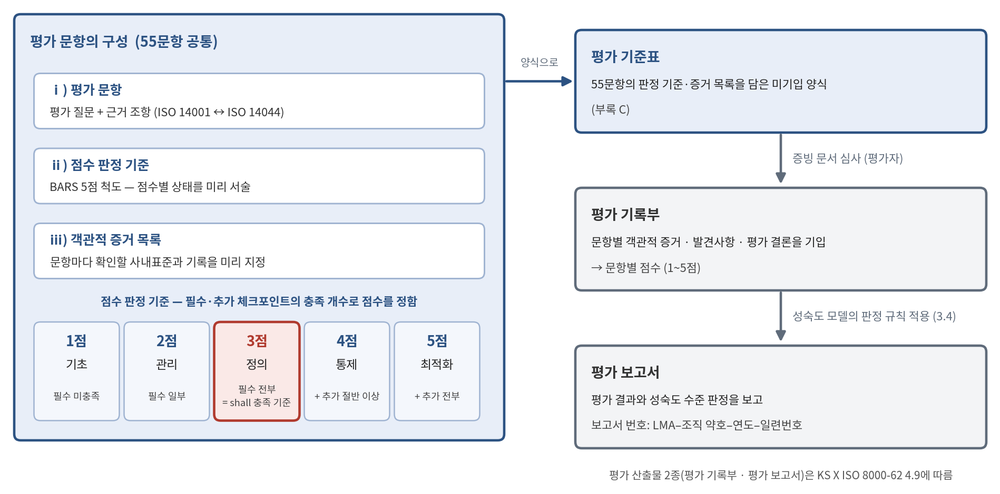 평가 문항의 구성 (55문항 공통)
ⅰ) 평가 문항
평가 질문 + 근거 조항 (ISO 14001 ↔ ISO 14044)
ⅱ) 점수 판정 기준
BARS 5점 척도 — 점수별 상태를 미리 서술
ⅲ) 객관적 증거 목록
문항마다 확인할 사내표준과 기록을 미리 지정
점수 판정 기준 — 필수·추가 체크포인트의 충족 개수로 점수를 정함
1점
기초
필수 미충족
2점
관리
필수 일부
3점
정의
필수 전부
= shall 충족 기준
4점
통제
+ 추가 절반 이상
5점
최적화
+ 추가 전부
양식으로
평가 기준표
55문항의 판정 기준·증거 목록을 담은 미기입 양식
(부록 C)
증빙 문서 심사 (평가자)
평가 기록부
문항별 객관적 증거 · 발견사항 · 평가 결론을 기입
→ 문항별 점수 (1~5점)
성숙도 모델의 판정 규칙 적용 (3.4)
평가 보고서
평가 결과와 성숙도 수준 판정을 보고
보고서 번호: LMA–조직 약호–연도–일련번호
평가 산출물 2종(평가 기록부 · 평가 보고서)은 KS X ISO 8000-62 4.9에 따름